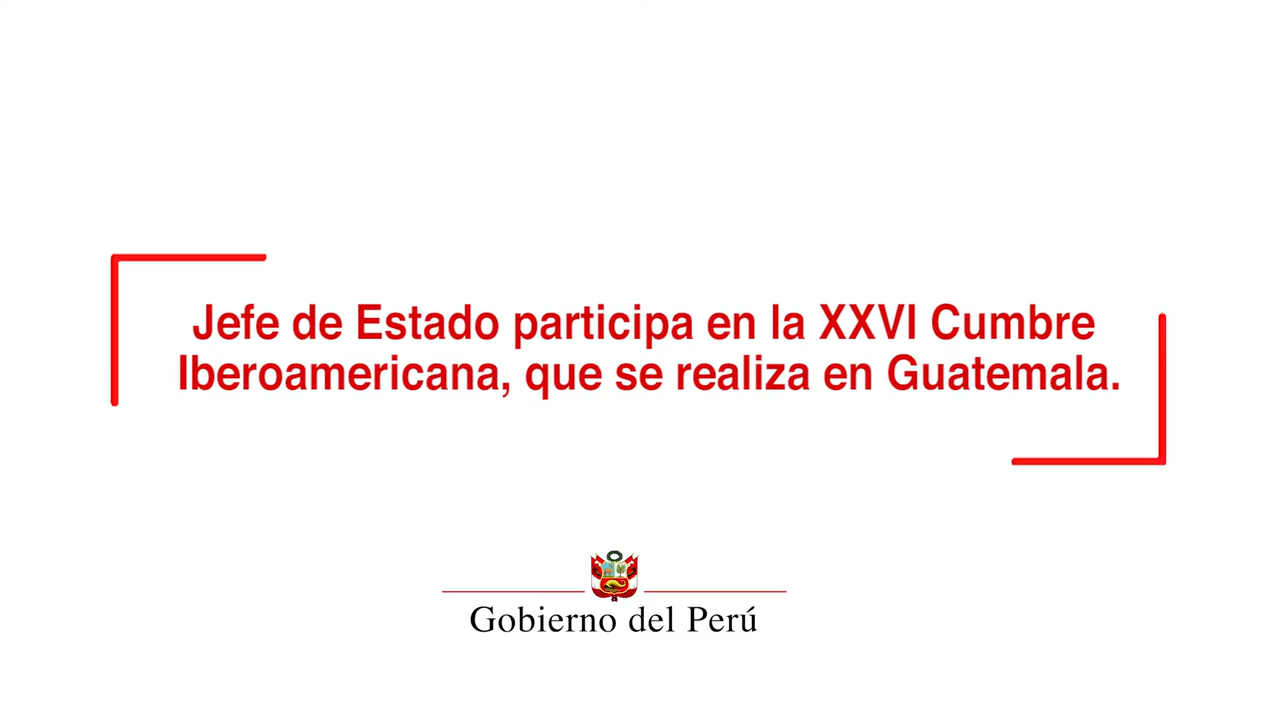 Jefe de Estado participa en la XXVI Cumbre
Iberoamericana, que se realiza en Guatemala.
Gobierno del Perú